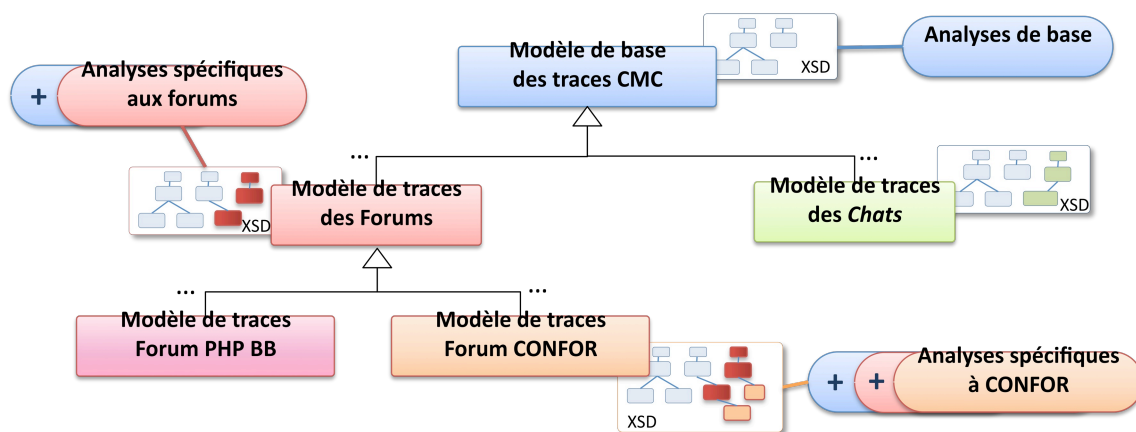 Modèle de base
des traces CMC
XSD
Analyses de base
+
Analyses spécifiques
aux forums
XSD
...
...
Modèle de traces
des Forums
Modèle de traces
des Chats
XSD
...
...
Modèle de traces
Forum PHP BB
Modèle de traces
Forum CONFOR
XSD
+
+
Analyses spécifiques
à CONFOR